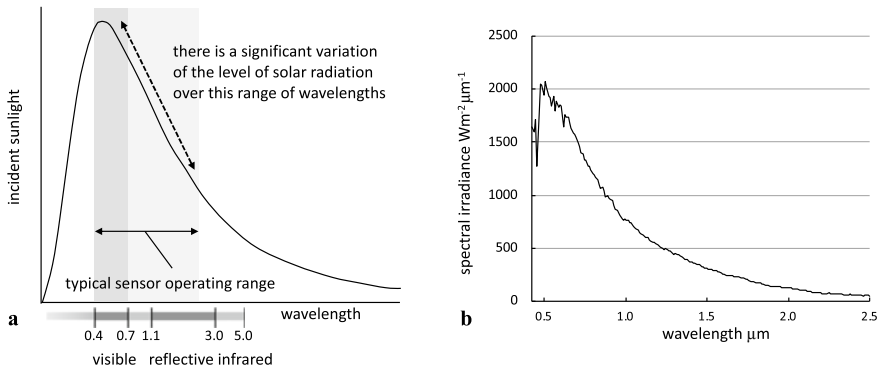 incident sunlight
there is a significant variation
of the level of solar radiation
over this range of wavelengths
typical sensor operating range
wavelength
0.4 0.7 1.1 3.0 5.0
visible reflective infrared
a
spectral irradiance Wm-2 μm-1
2500
2000
1500
1000
500
0
0.5 1.0 1.5 2.0 2.5
wavelength μm
b